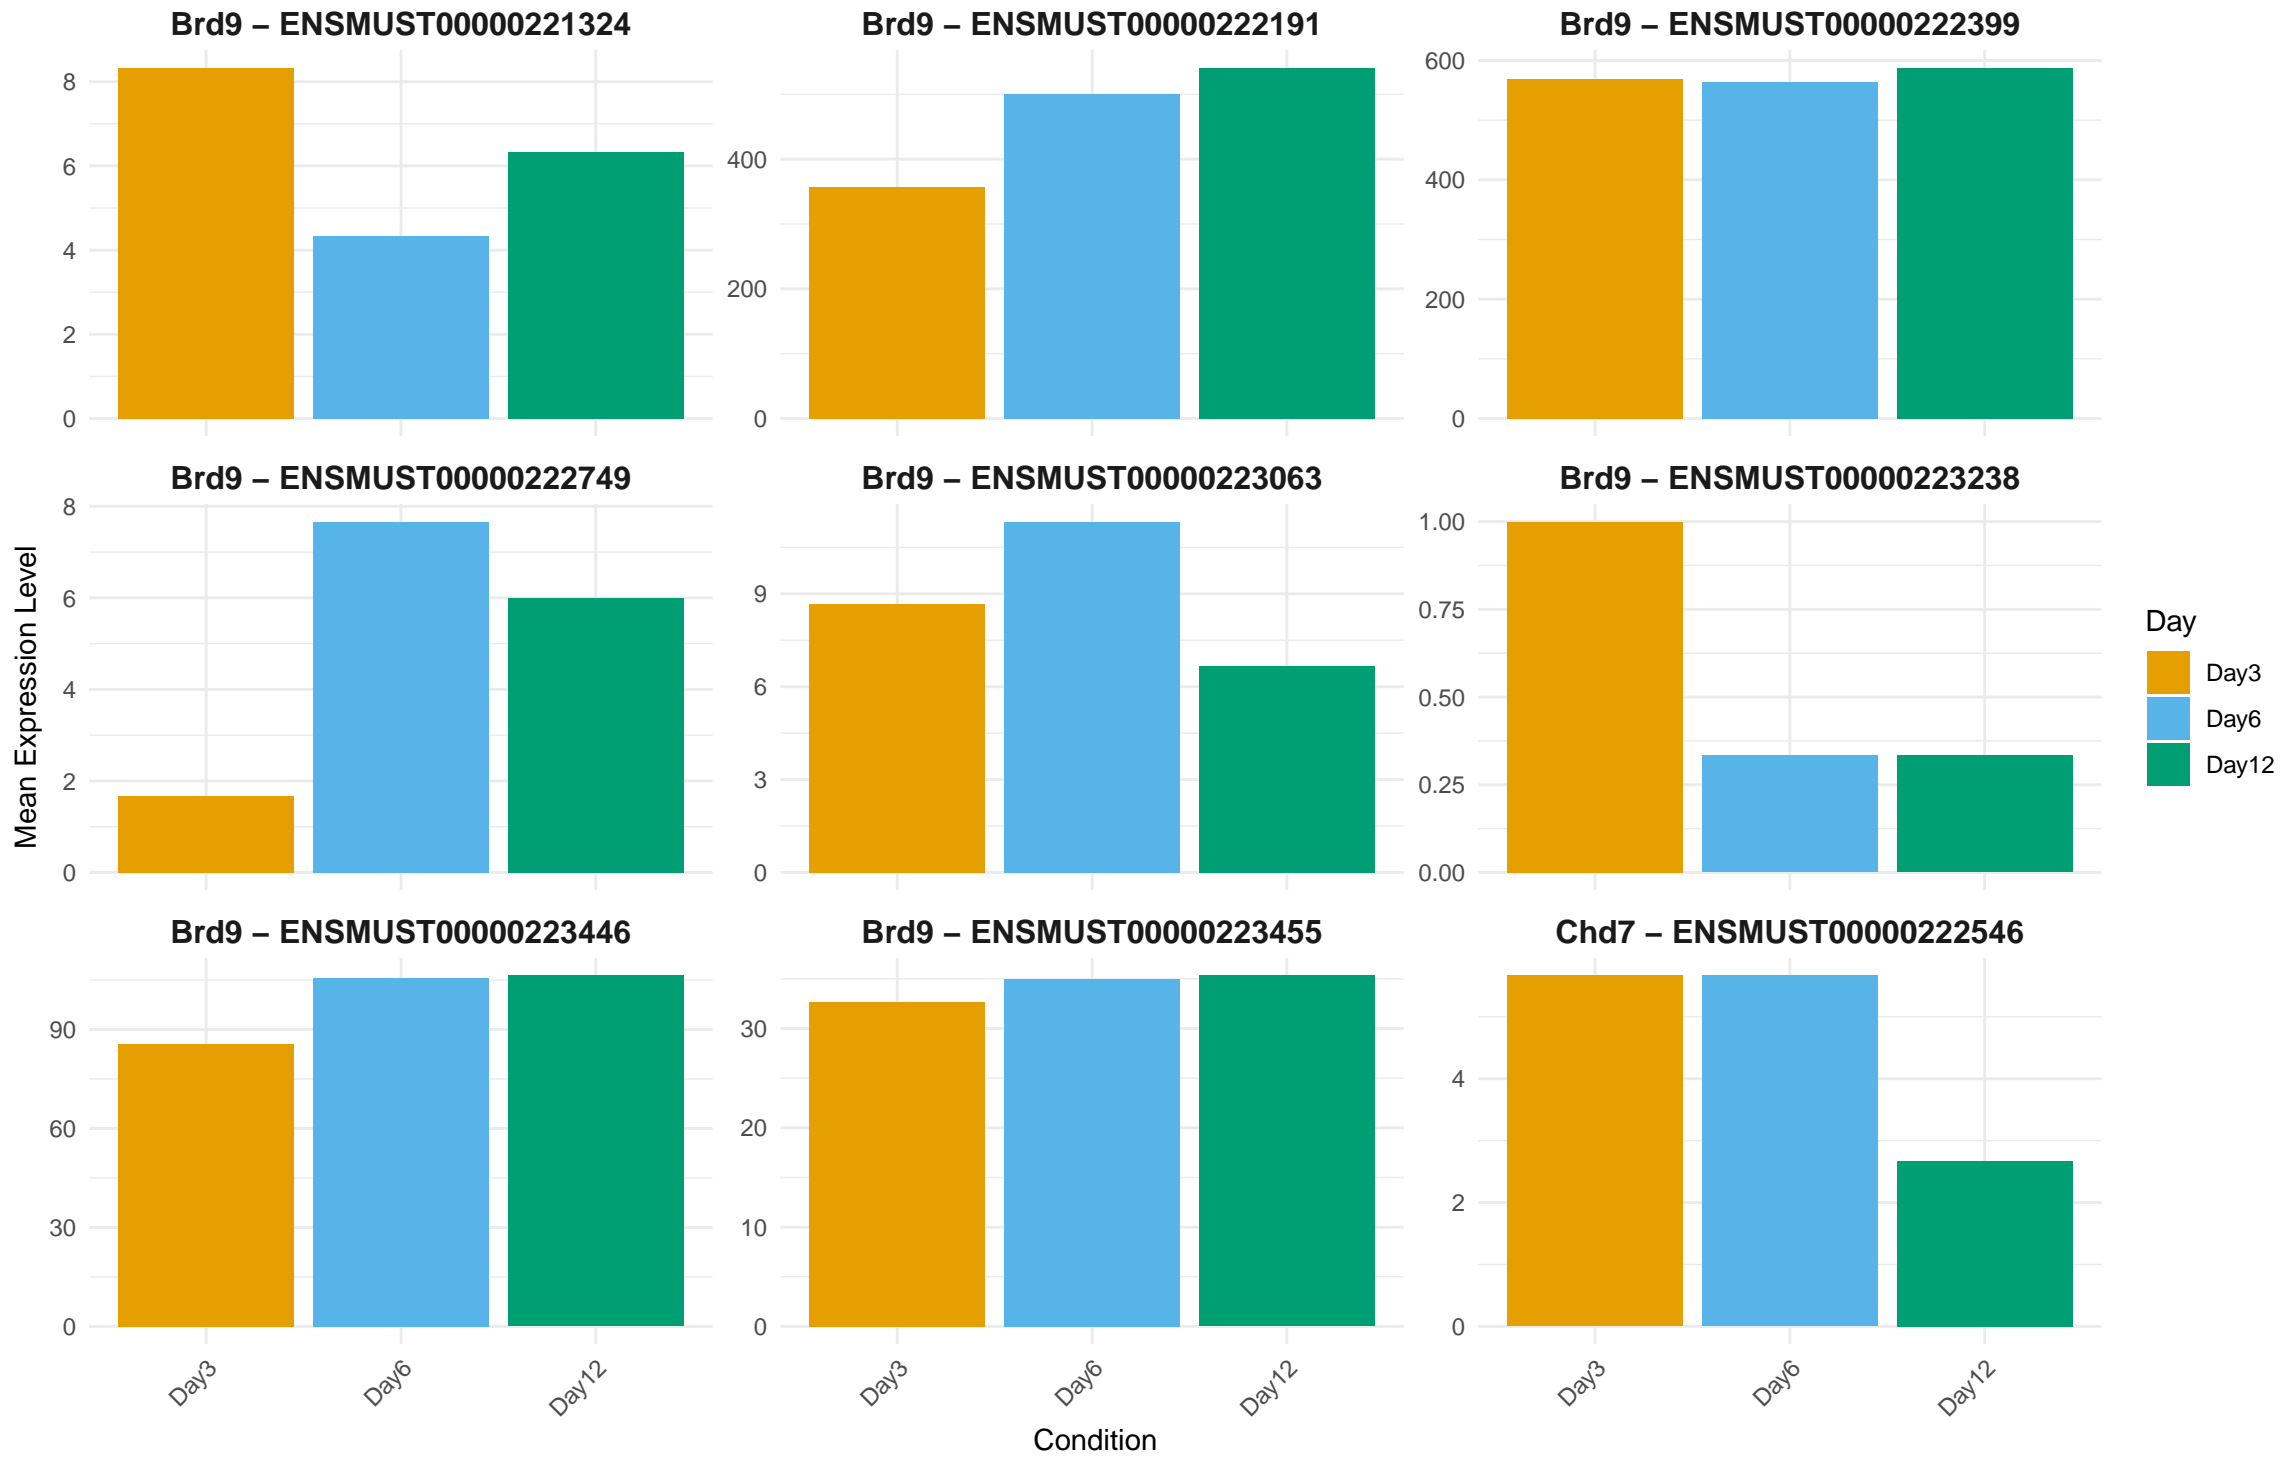 Brd9 – ENSMUST00000221324
Brd9 – ENSMUST00000222191
Brd9 – ENSMUST00000222399
8
6
4
2
0
400
200
0
600
400
200
0
Brd9 – ENSMUST00000222749
Brd9 – ENSMUST00000223063
Brd9 – ENSMUST00000223238
8
6
4
2
0
9
6
3
0
1.00
0.75
0.50
0.25
0.00
Mean Expression Level
Brd9 – ENSMUST00000223446
Brd9 – ENSMUST00000223455
Chd7 – ENSMUST00000222546
90
60
30
0
30
20
10
0
4
2
0
Day3
Day6
Day12
Day3
Day6
Day12
Day3
Day6
Day12
Condition
Day
Day3
Day6
Day12